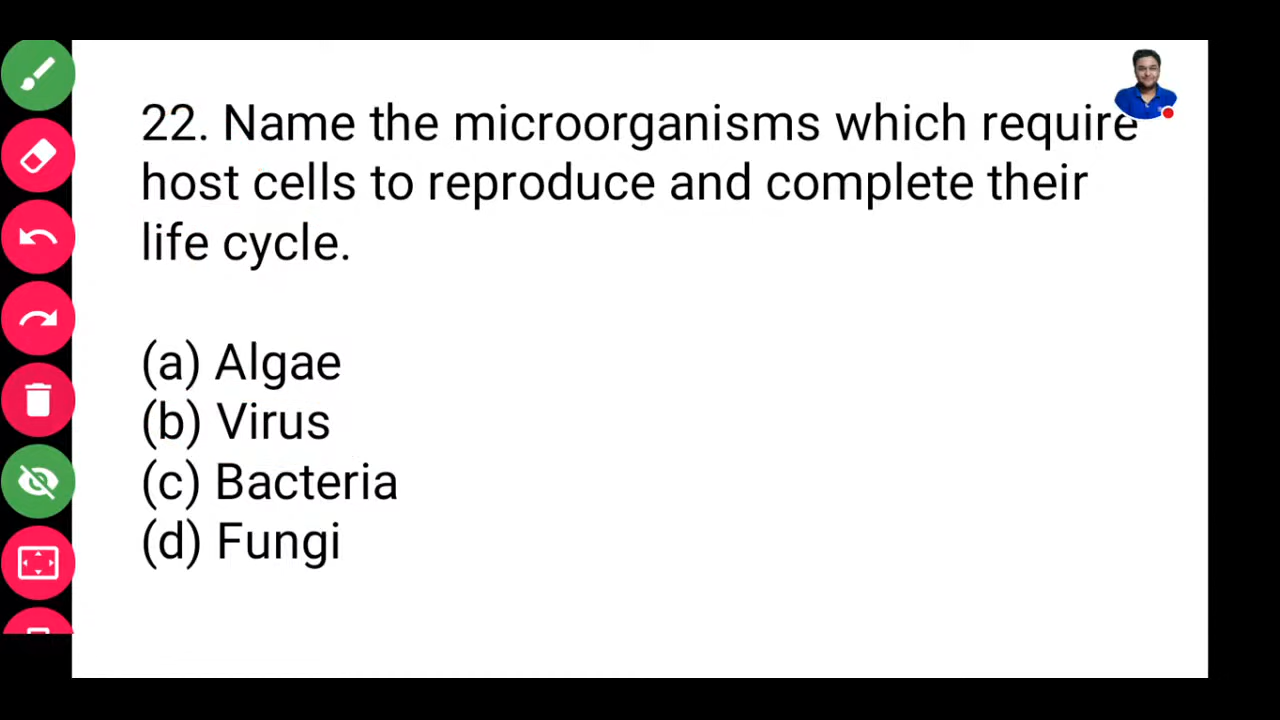 22. Name the microorganisms which require
host cells to reproduce and complete their
life cycle.
(a) Algae
(b) Virus
(c) Bacteria
(d) Fungi